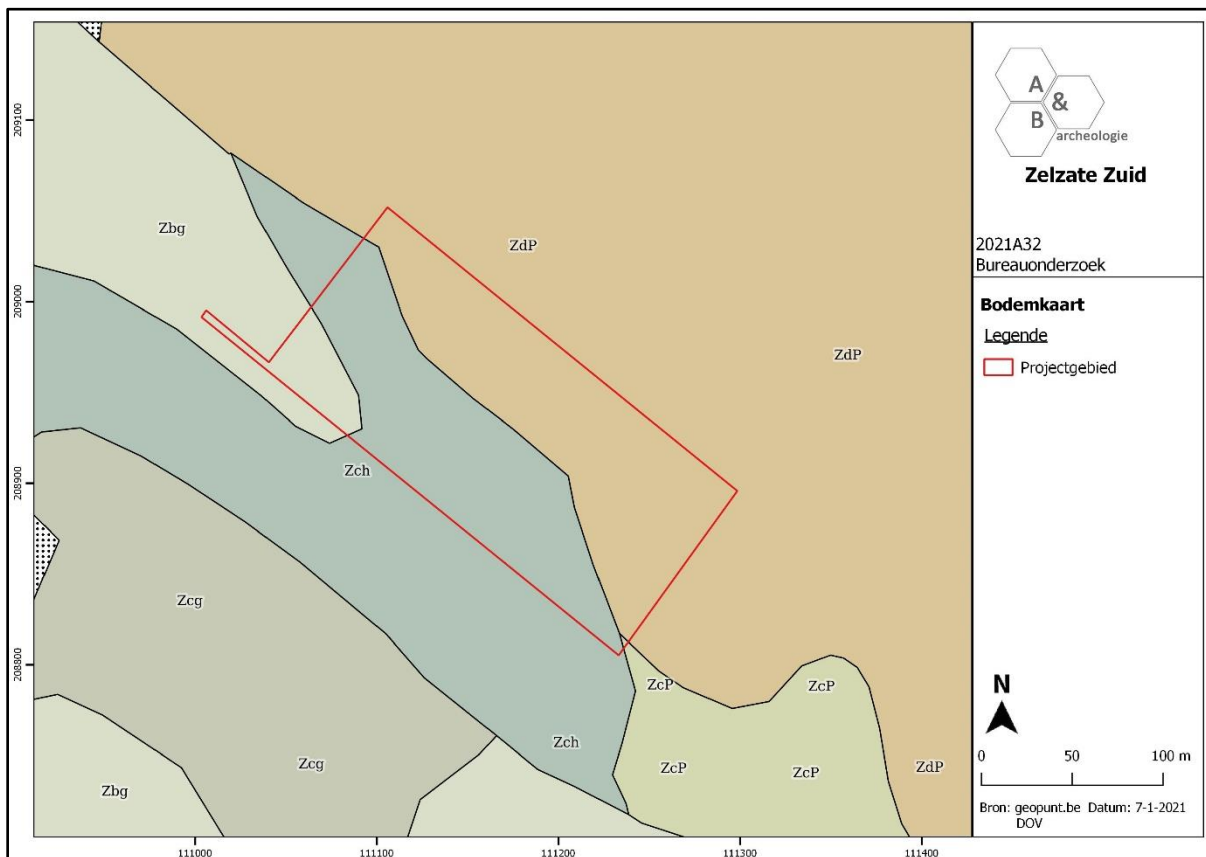 A
&
B
archeologie
Zelzate Zuid
2021A32
Bureauonderzoek
Bodemkaart
Legende
Projectgebied
N
0 50 100 m
Bron: geopunt.be Datum: 7-1-2021
DOV
209100
209000
208900
208800
111000 111100 111200 111300 111400
Zbg
ZdP
ZdP
Zch
Zcg
ZcP ZcP
Zch
Zcg ZcP ZcP ZdP
Zbg